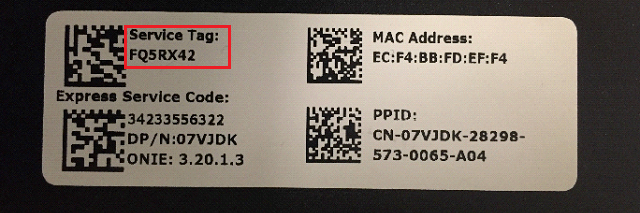 Service Tag:
FQ5RX42
Express Service Code:
34233556322
DP/N:07VJDK
ONIE: 3.20.1.3
MAC Address:
EC:F4:BB:FD:EF:F4
PPID:
CN-07VJDK-28298-
573-0065-A04